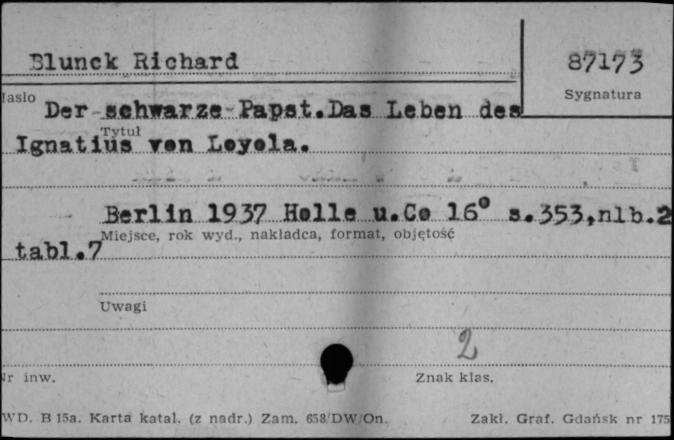 Blunck Richard
87173
Sygnatura
Hasło
Der schwarze Papst.Das Leben des
Tytuł
Ignatius von Loyola.
Berlin 1937 Holle u.Co 16° s.353,nlb.2
Miejsce, rok wyd., nakładca, format, objętość
tabl.7
Uwagi
2
Nr inw.
Znak klas.
WD. B 15a. Karta katal. (z nadr.) Zam. 658/DW/On.
Zakł. Graf. Gdańsk nr 175